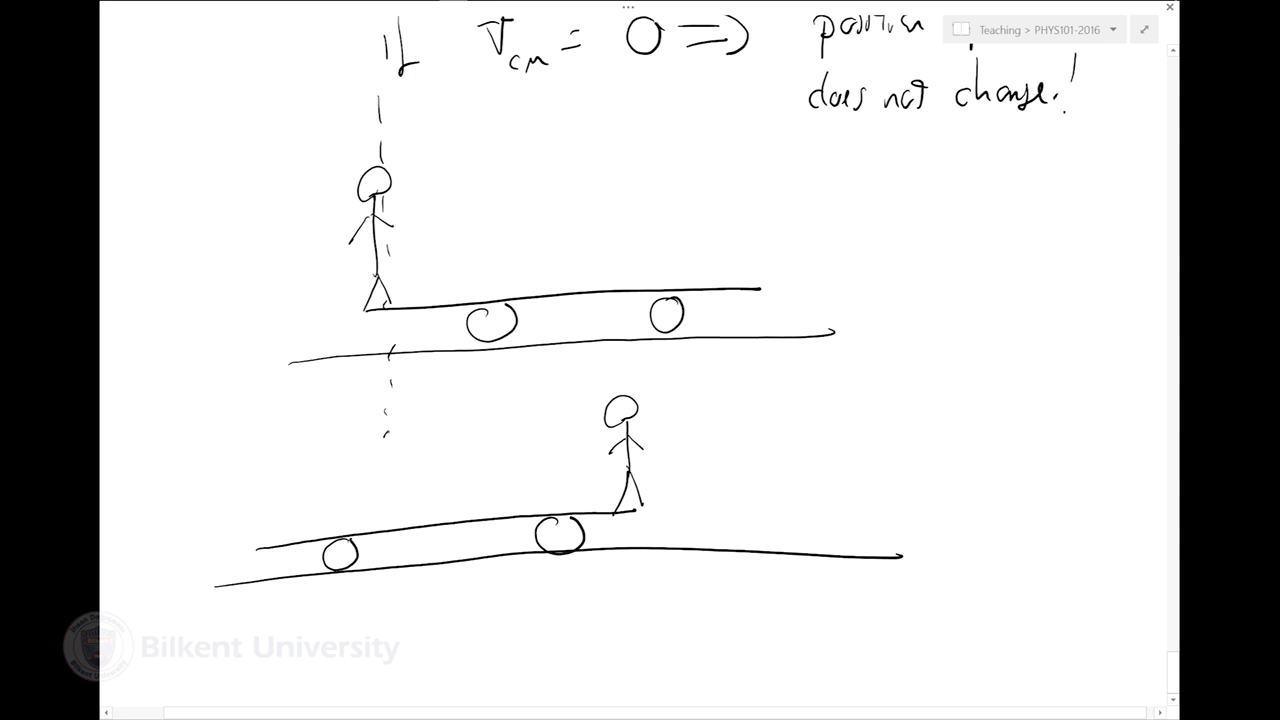 If V_cm = 0 => position
Teaching > PHYS101-2016
does not change!
Bilkent University